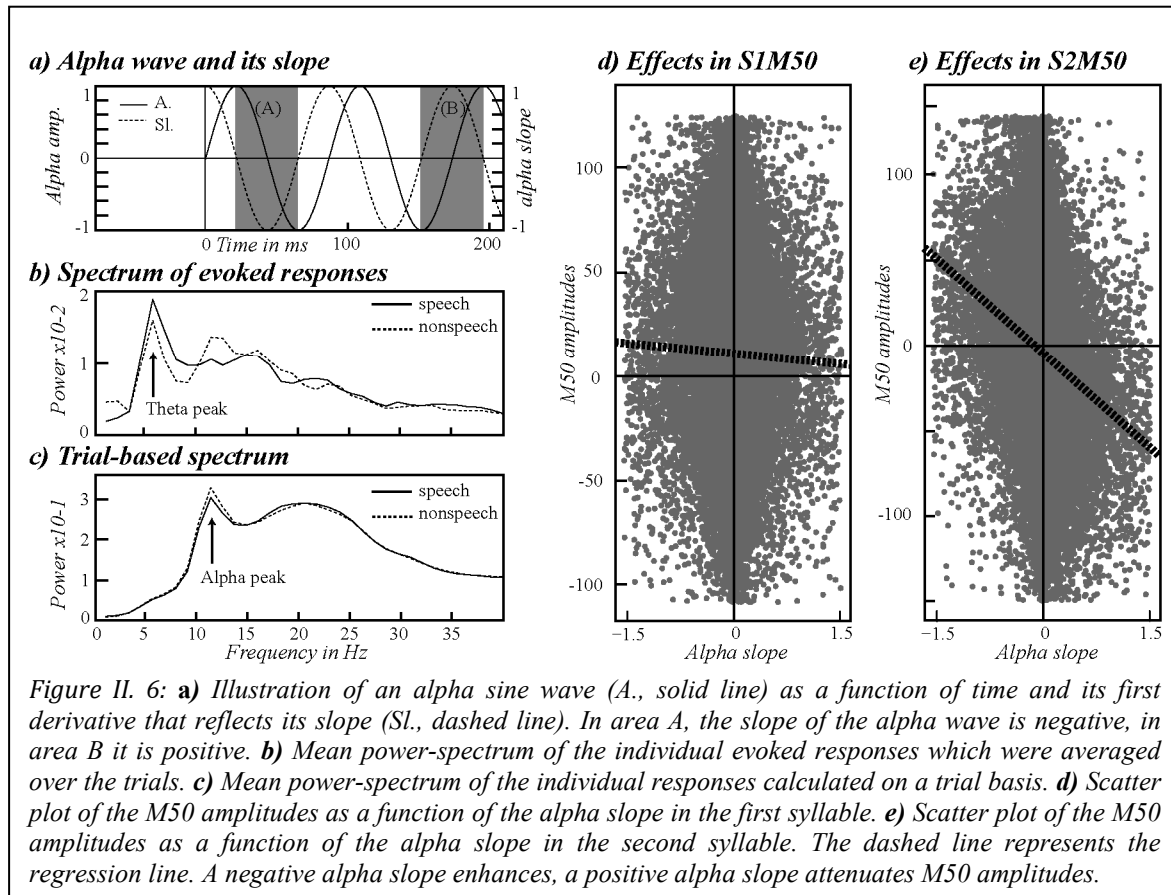 a) Alpha wave and its slope
Alpha amp.
1
0
-1
A.
Sl.
(A)
(B)
1
0
-1
alpha slope
0 Time in ms 100 200
b) Spectrum of evoked responses
Power x10-2
2
1
0
speech
nonspeech
Theta peak
c) Trial-based spectrum
Power x10-1
3
2
1
0
speech
nonspeech
Alpha peak
0 5 10 15 20 25 30 35
Frequency in Hz
d) Effects in S1M50
M50 amplitudes
100
50
0
-50
-100
−1.5 0 1.5
Alpha slope
e) Effects in S2M50
M50 amplitudes
100
0
-100
−1.5 0 1.5
Alpha slope
Figure II. 6: a) Illustration of an alpha sine wave (A., solid line) as a function of time and its first
derivative that reflects its slope (Sl., dashed line). In area A, the slope of the alpha wave is negative, in
area B it is positive. b) Mean power-spectrum of the individual evoked responses which were averaged
over the trials. c) Mean power-spectrum of the individual responses calculated on a trial basis. d) Scatter
plot of the M50 amplitudes as a function of the alpha slope in the first syllable. e) Scatter plot of the M50
amplitudes as a function of the alpha slope in the second syllable. The dashed line represents the
regression line. A negative alpha slope enhances, a positive alpha slope attenuates M50 amplitudes.